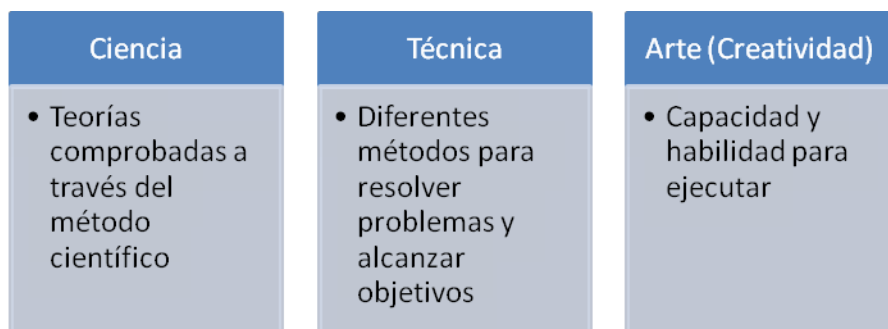 Ciencia
• Teorías
comprobadas a
través del
método
científico
Técnica
• Diferentes
métodos para
resolver
problemas y
alcanzar
objetivos
Arte (Creatividad)
• Capacidad y
habilidad para
ejecutar